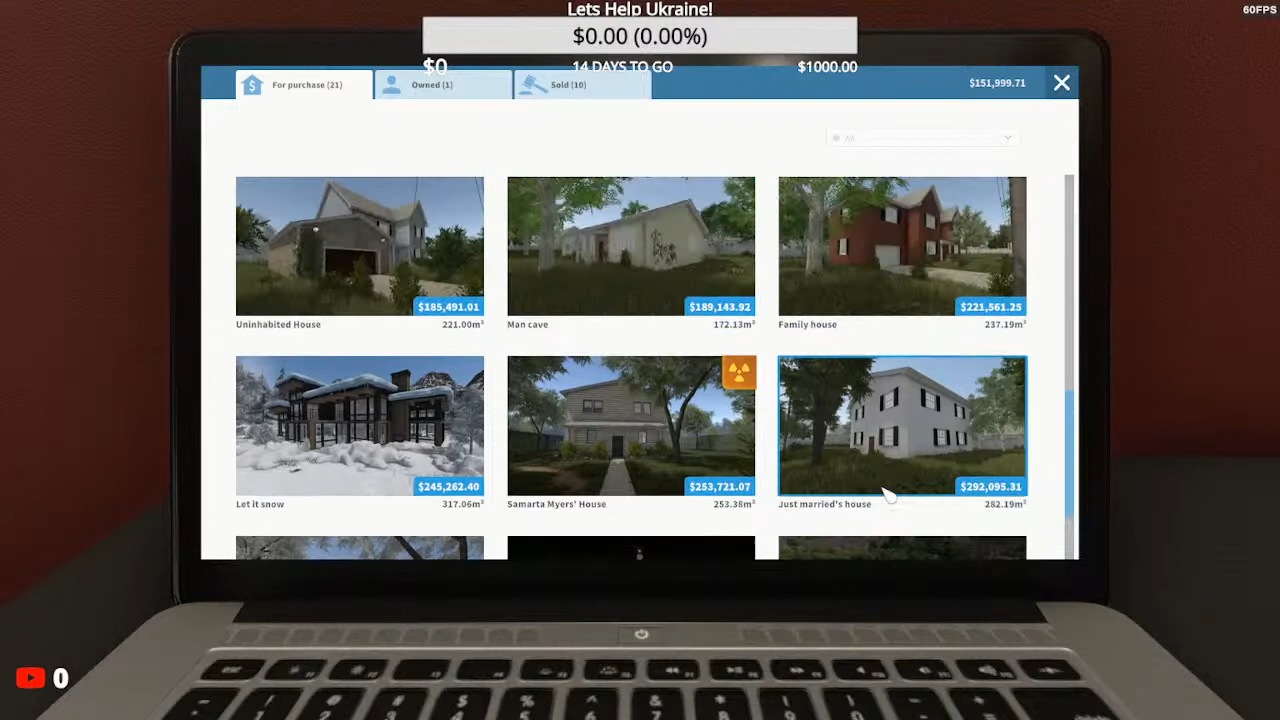 Lets Help Ukraine!
60FPS
$0.00 (0.00%)
$0 14 DAYS TO GO $1000.00
For purchase (21) Owned (1) Sold (10) $151,999.71
All
$185,491.01 $189,143.92 $221,561.25
Uninhabited House 221.00m² Man cave 172.13m² Family house 237.19m²
$245,262.40 $253,721.07 $292,095.31
Let it snow 317.06m² Samarta Myers' House 253.38m² Just married's house 282.19m²
0